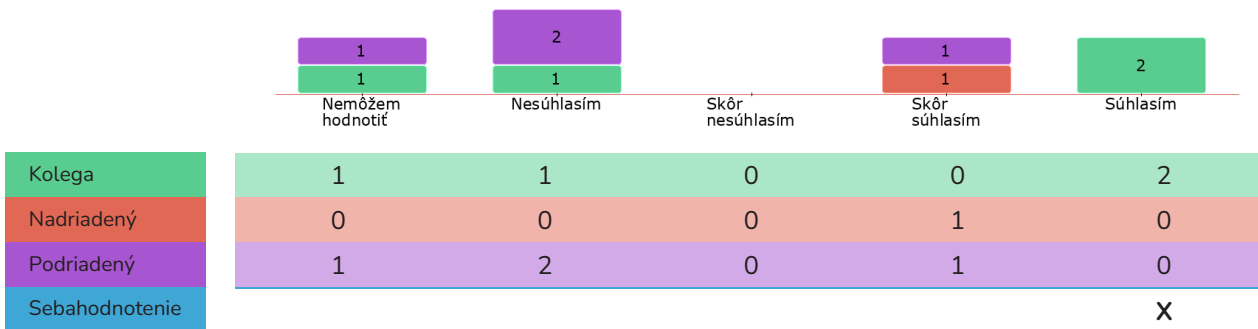 2
1
1
2
1
1
1
Nemôžem
hodnotiť
Nesúhlasím
Skôr
nesúhlasím
Skôr
súhlasím
Súhlasím
Kolega 1 1 0 0 2
Nadriadený 0 0 0 1 0
Podriadený 1 2 0 1 0
Sebahodnotenie x